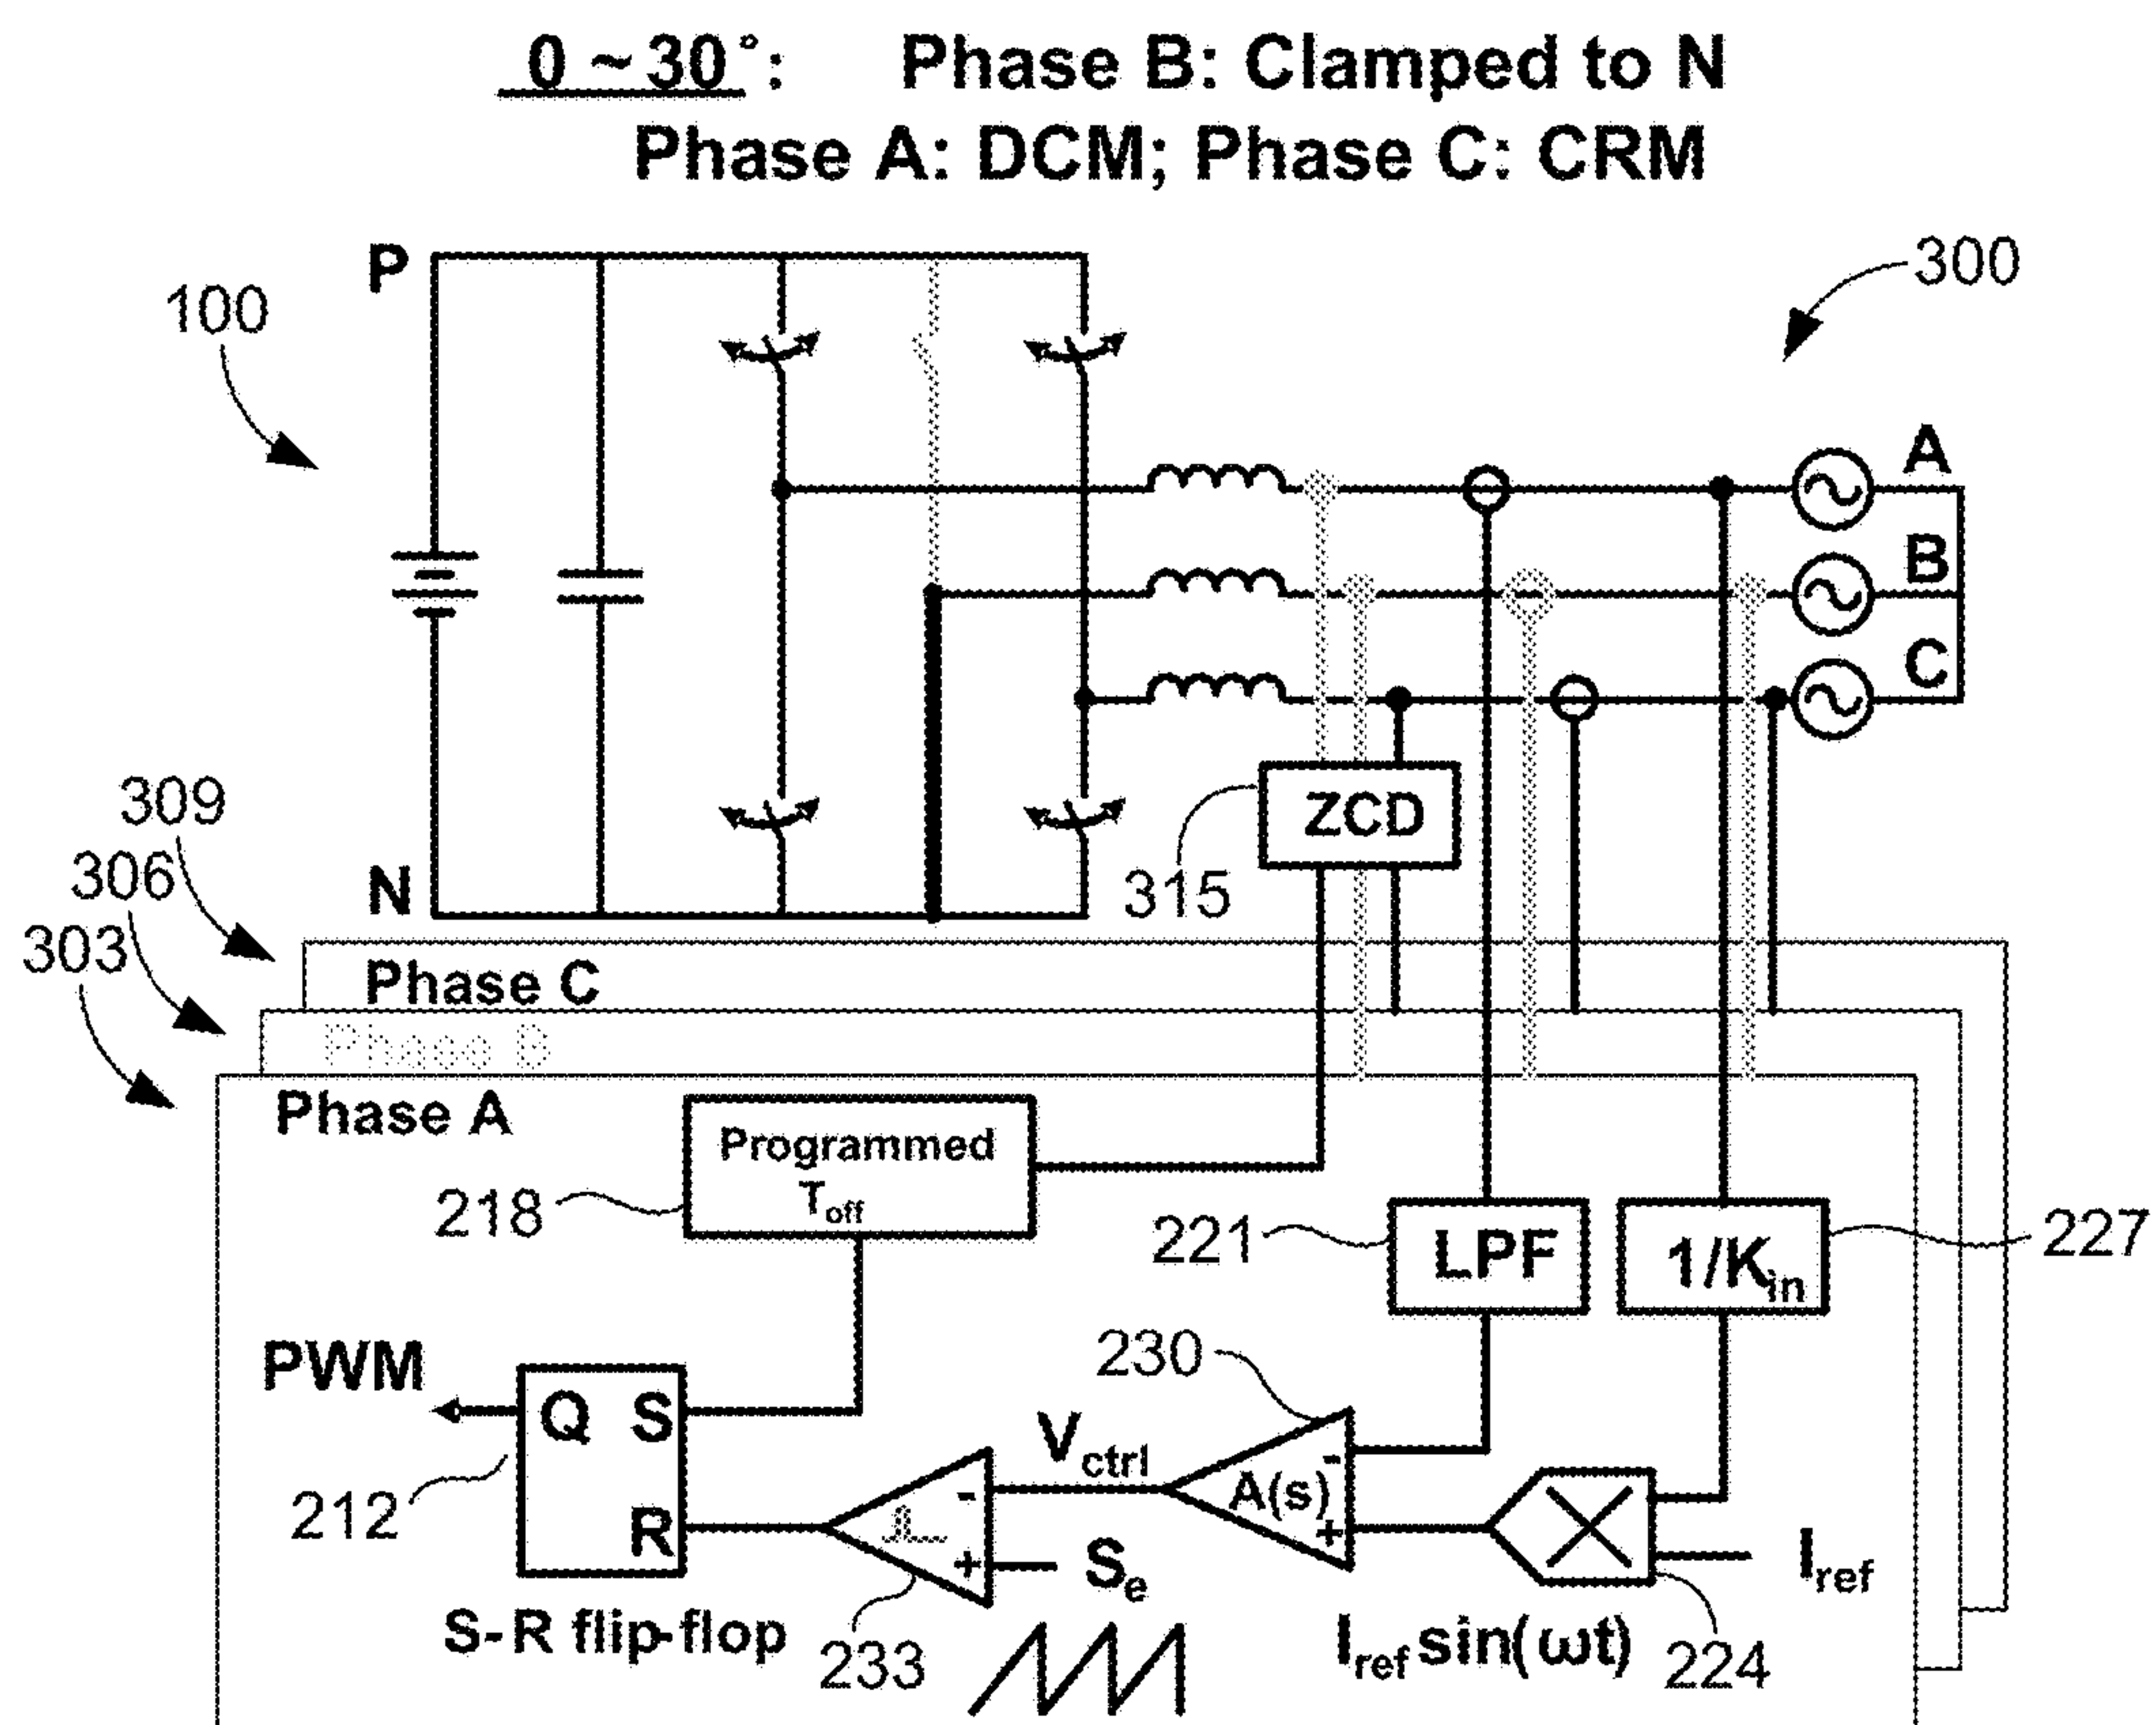 0 ~ 30°: Phase B: Clamped to N
Phase A: DCM; Phase C: CRM
P
100
300
A
B
C
309
306
303
N
ZCD
315
Phase C
Phase B
Phase A
Programmed
Toff
218
221
LPF
1/Kin
227
PWM
230
Q
S
Vctrl
-
A(s)
-
+
212
R
+
Se
Iref
S-R flip-flop
233
Iref sin(ωt)
224